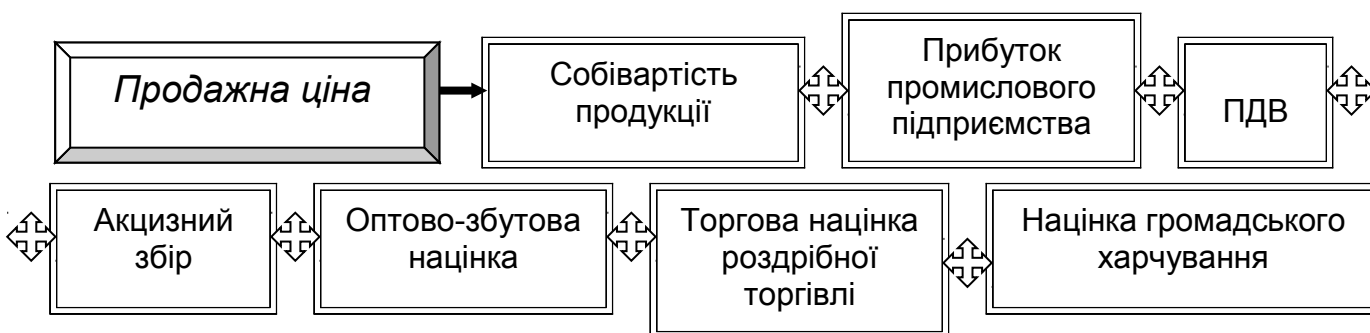 Продажна ціна
Собівартість
продукції
Прибуток
промислового
підприємства
ПДВ
Акцизний
збір
Оптово-збутова
націнка
Торгова націнка
роздрібної
торгівлі
Націнка громадського
харчування